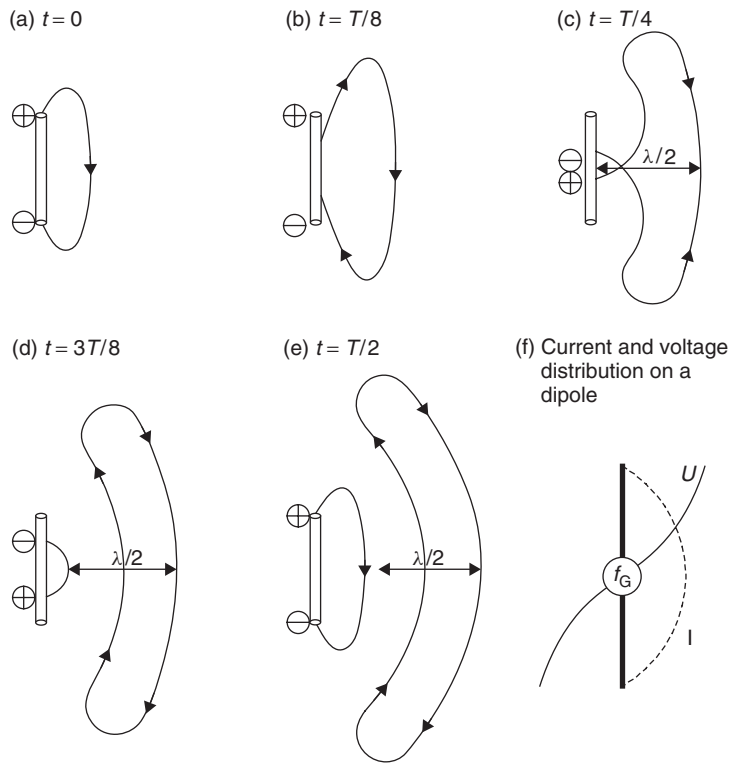 (a) t = 0
(b) t = T/8
(c) t = T/4
λ/2
(d) t = 3T/8
(e) t = T/2
(f) Current and voltage
distribution on a
dipole
λ/2
λ/2
U
f_G
I